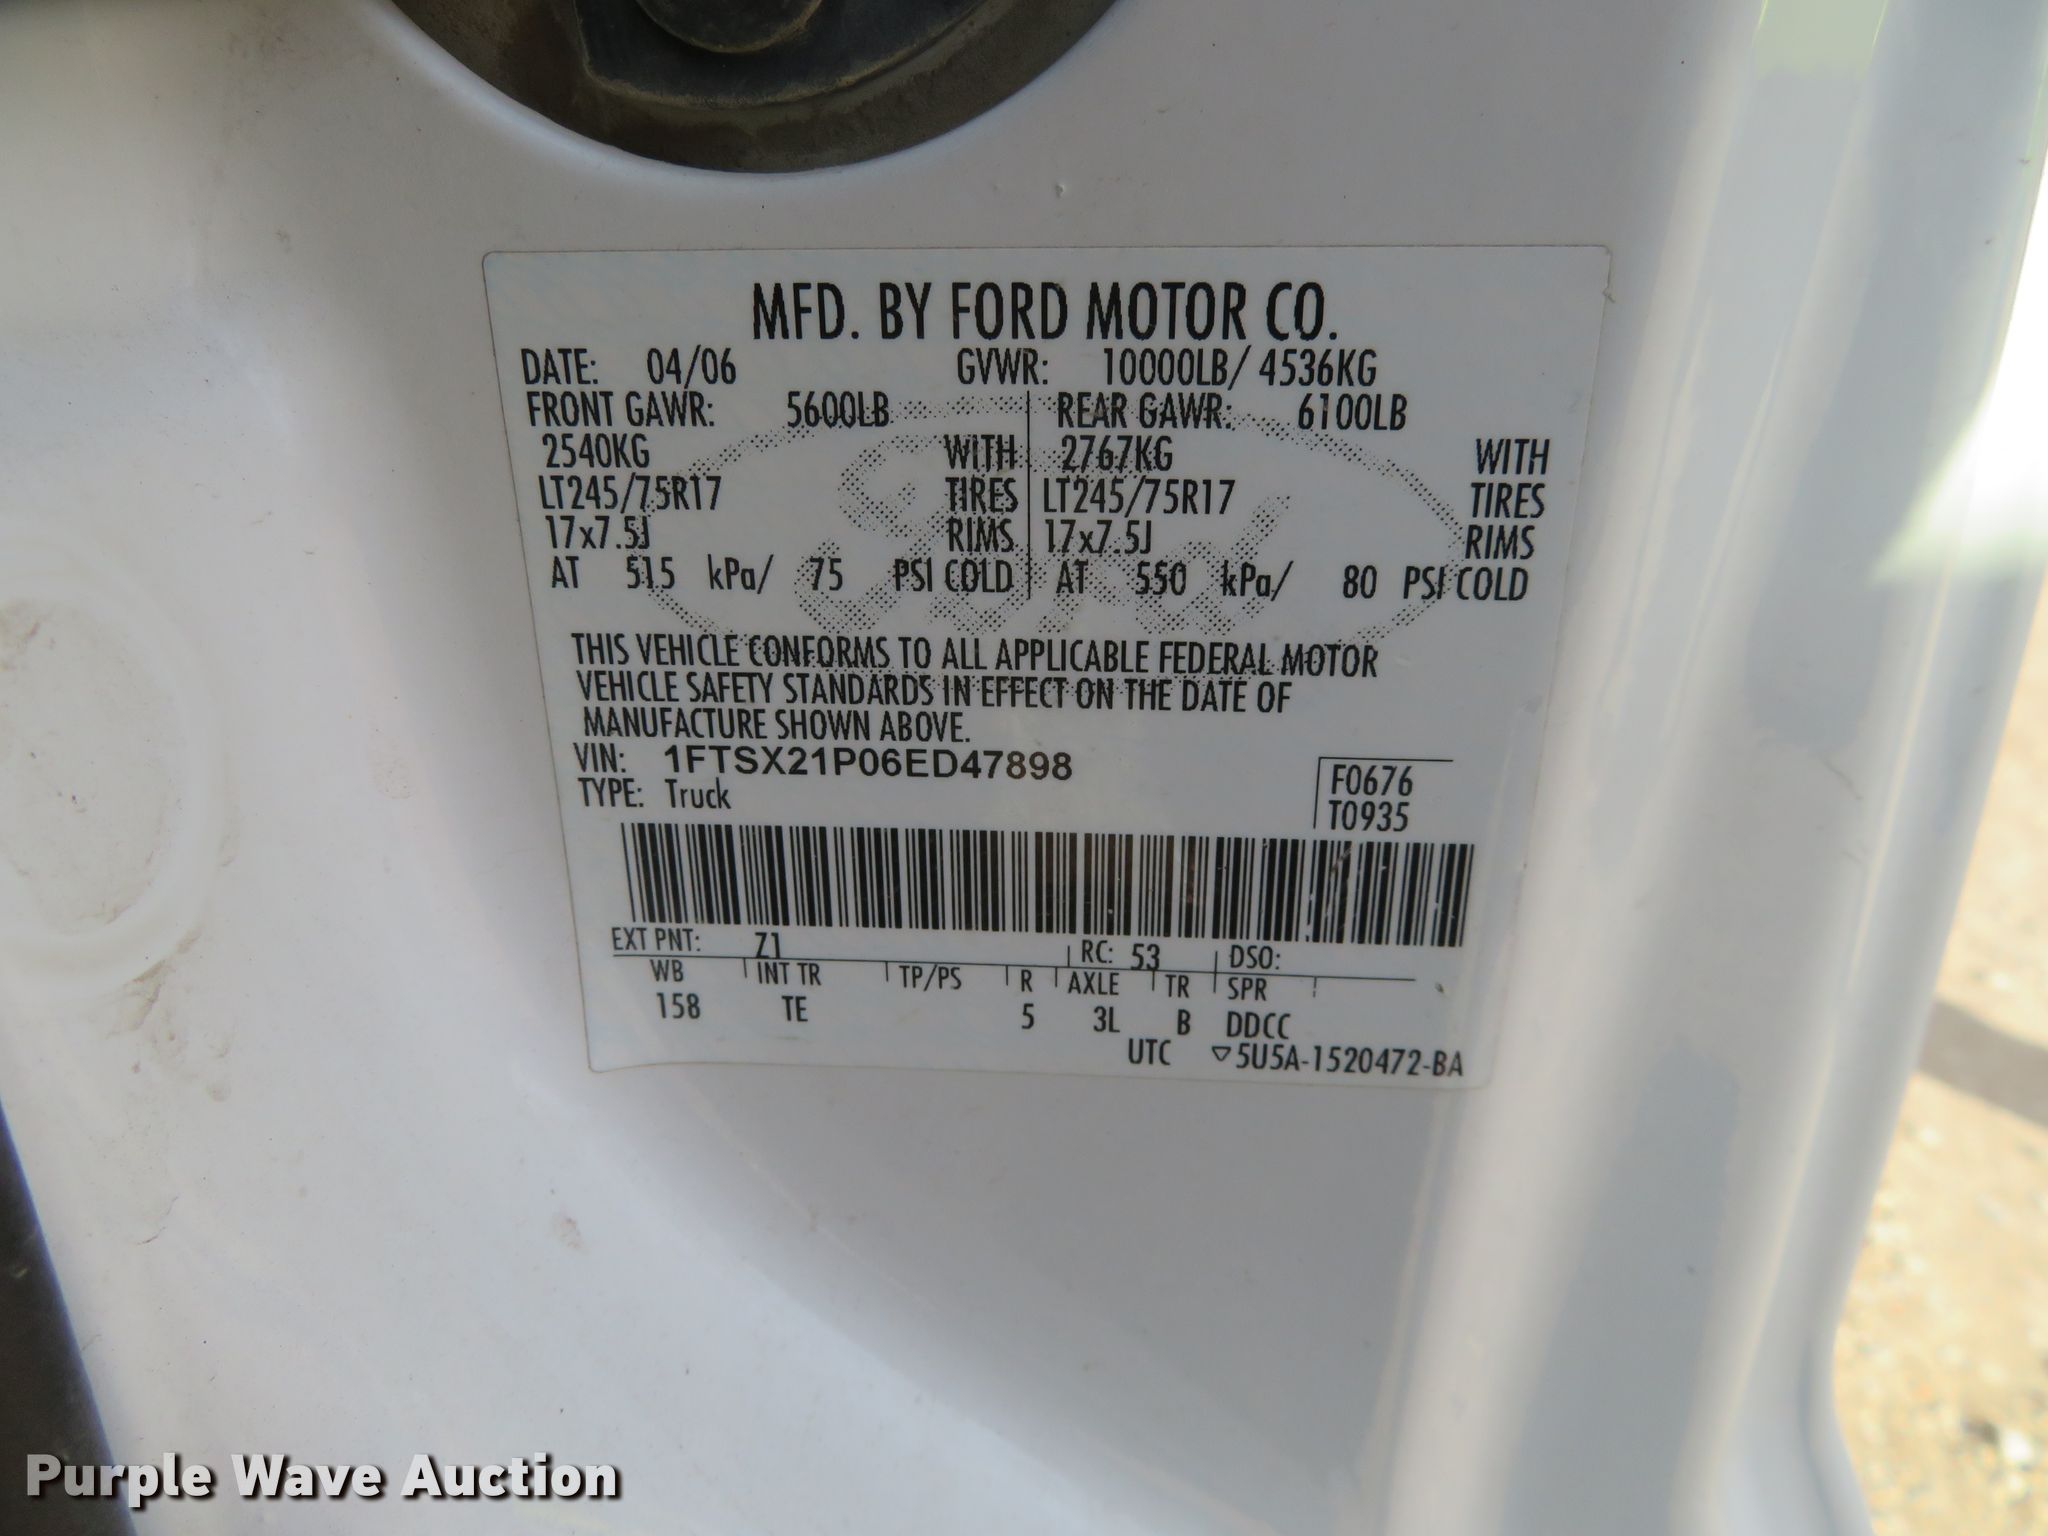 MFD. BY FORD MOTOR CO.
DATE: 04/06 GVWR: 10000LB/ 4536KG
FRONT GAWR: 5600LB REAR GAWR: 6100LB
2540KG WITH 2767KG WITH
LT245/75R17 TIRES LT245/75R17 TIRES
17x7.5J RIMS 17x7.5J RIMS
AT 515 kPa/ 75 PSI COLD AT 550 kPa/ 80 PSI COLD
Ford
THIS VEHICLE CONFORMS TO ALL APPLICABLE FEDERAL MOTOR
VEHICLE SAFETY STANDARDS IN EFFECT ON THE DATE OF
MANUFACTURE SHOWN ABOVE.
VIN: 1FTSX21P06ED47898
TYPE: Truck
F0676
T0935
EXT PNT: Z1 RC: 53 DSO:
WB INT TR TP/PS R AXLE TR SPR
158 TE 5 3L B DDCC
UTC ▽5U5A-1520472-BA
Purple Wave Auction